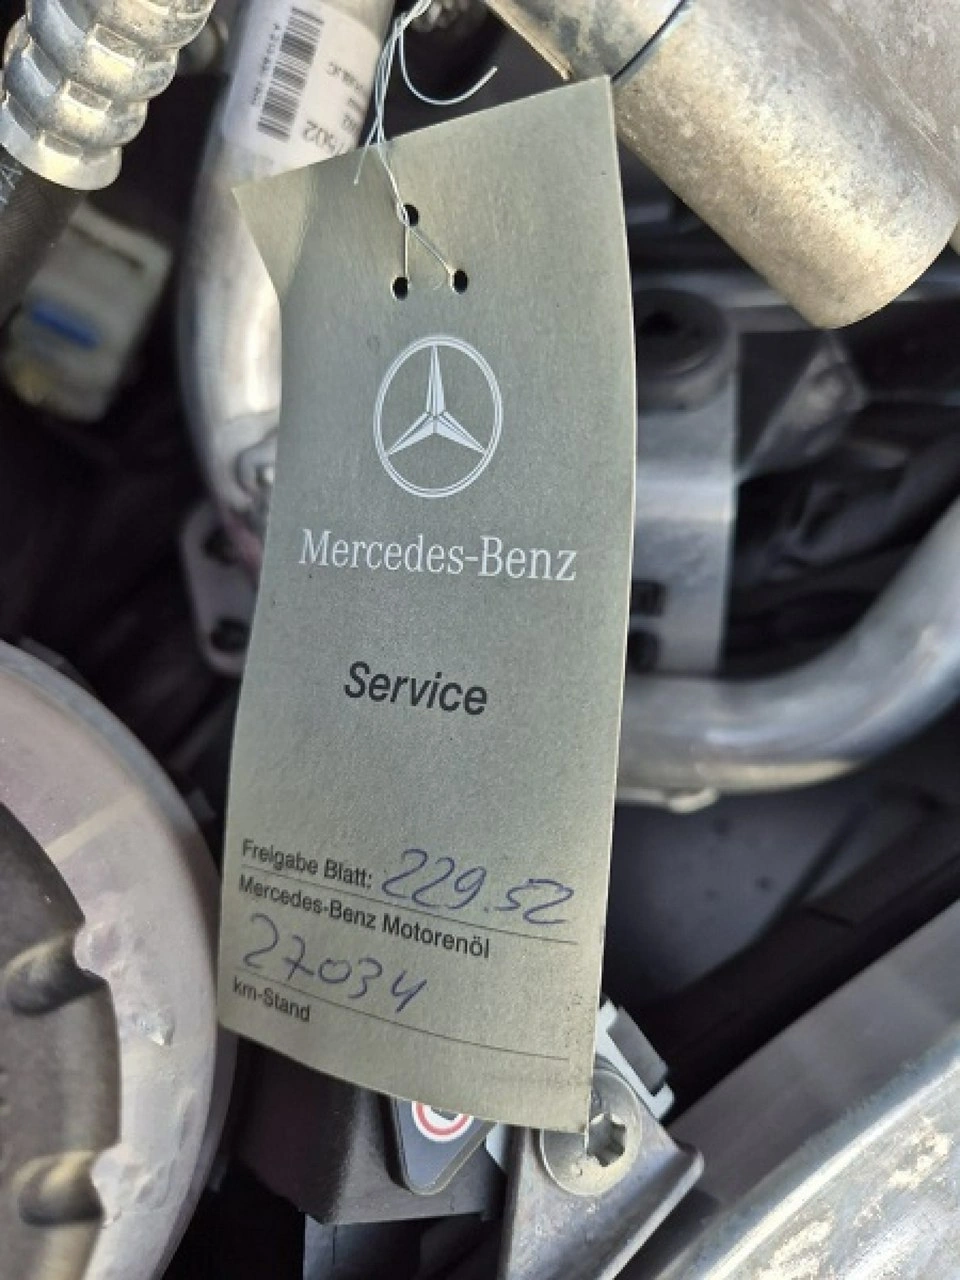 Mercedes-Benz
Service
Freigabe Blatt: 229.52
Mercedes-Benz Motorenöl
27034
km-Stand